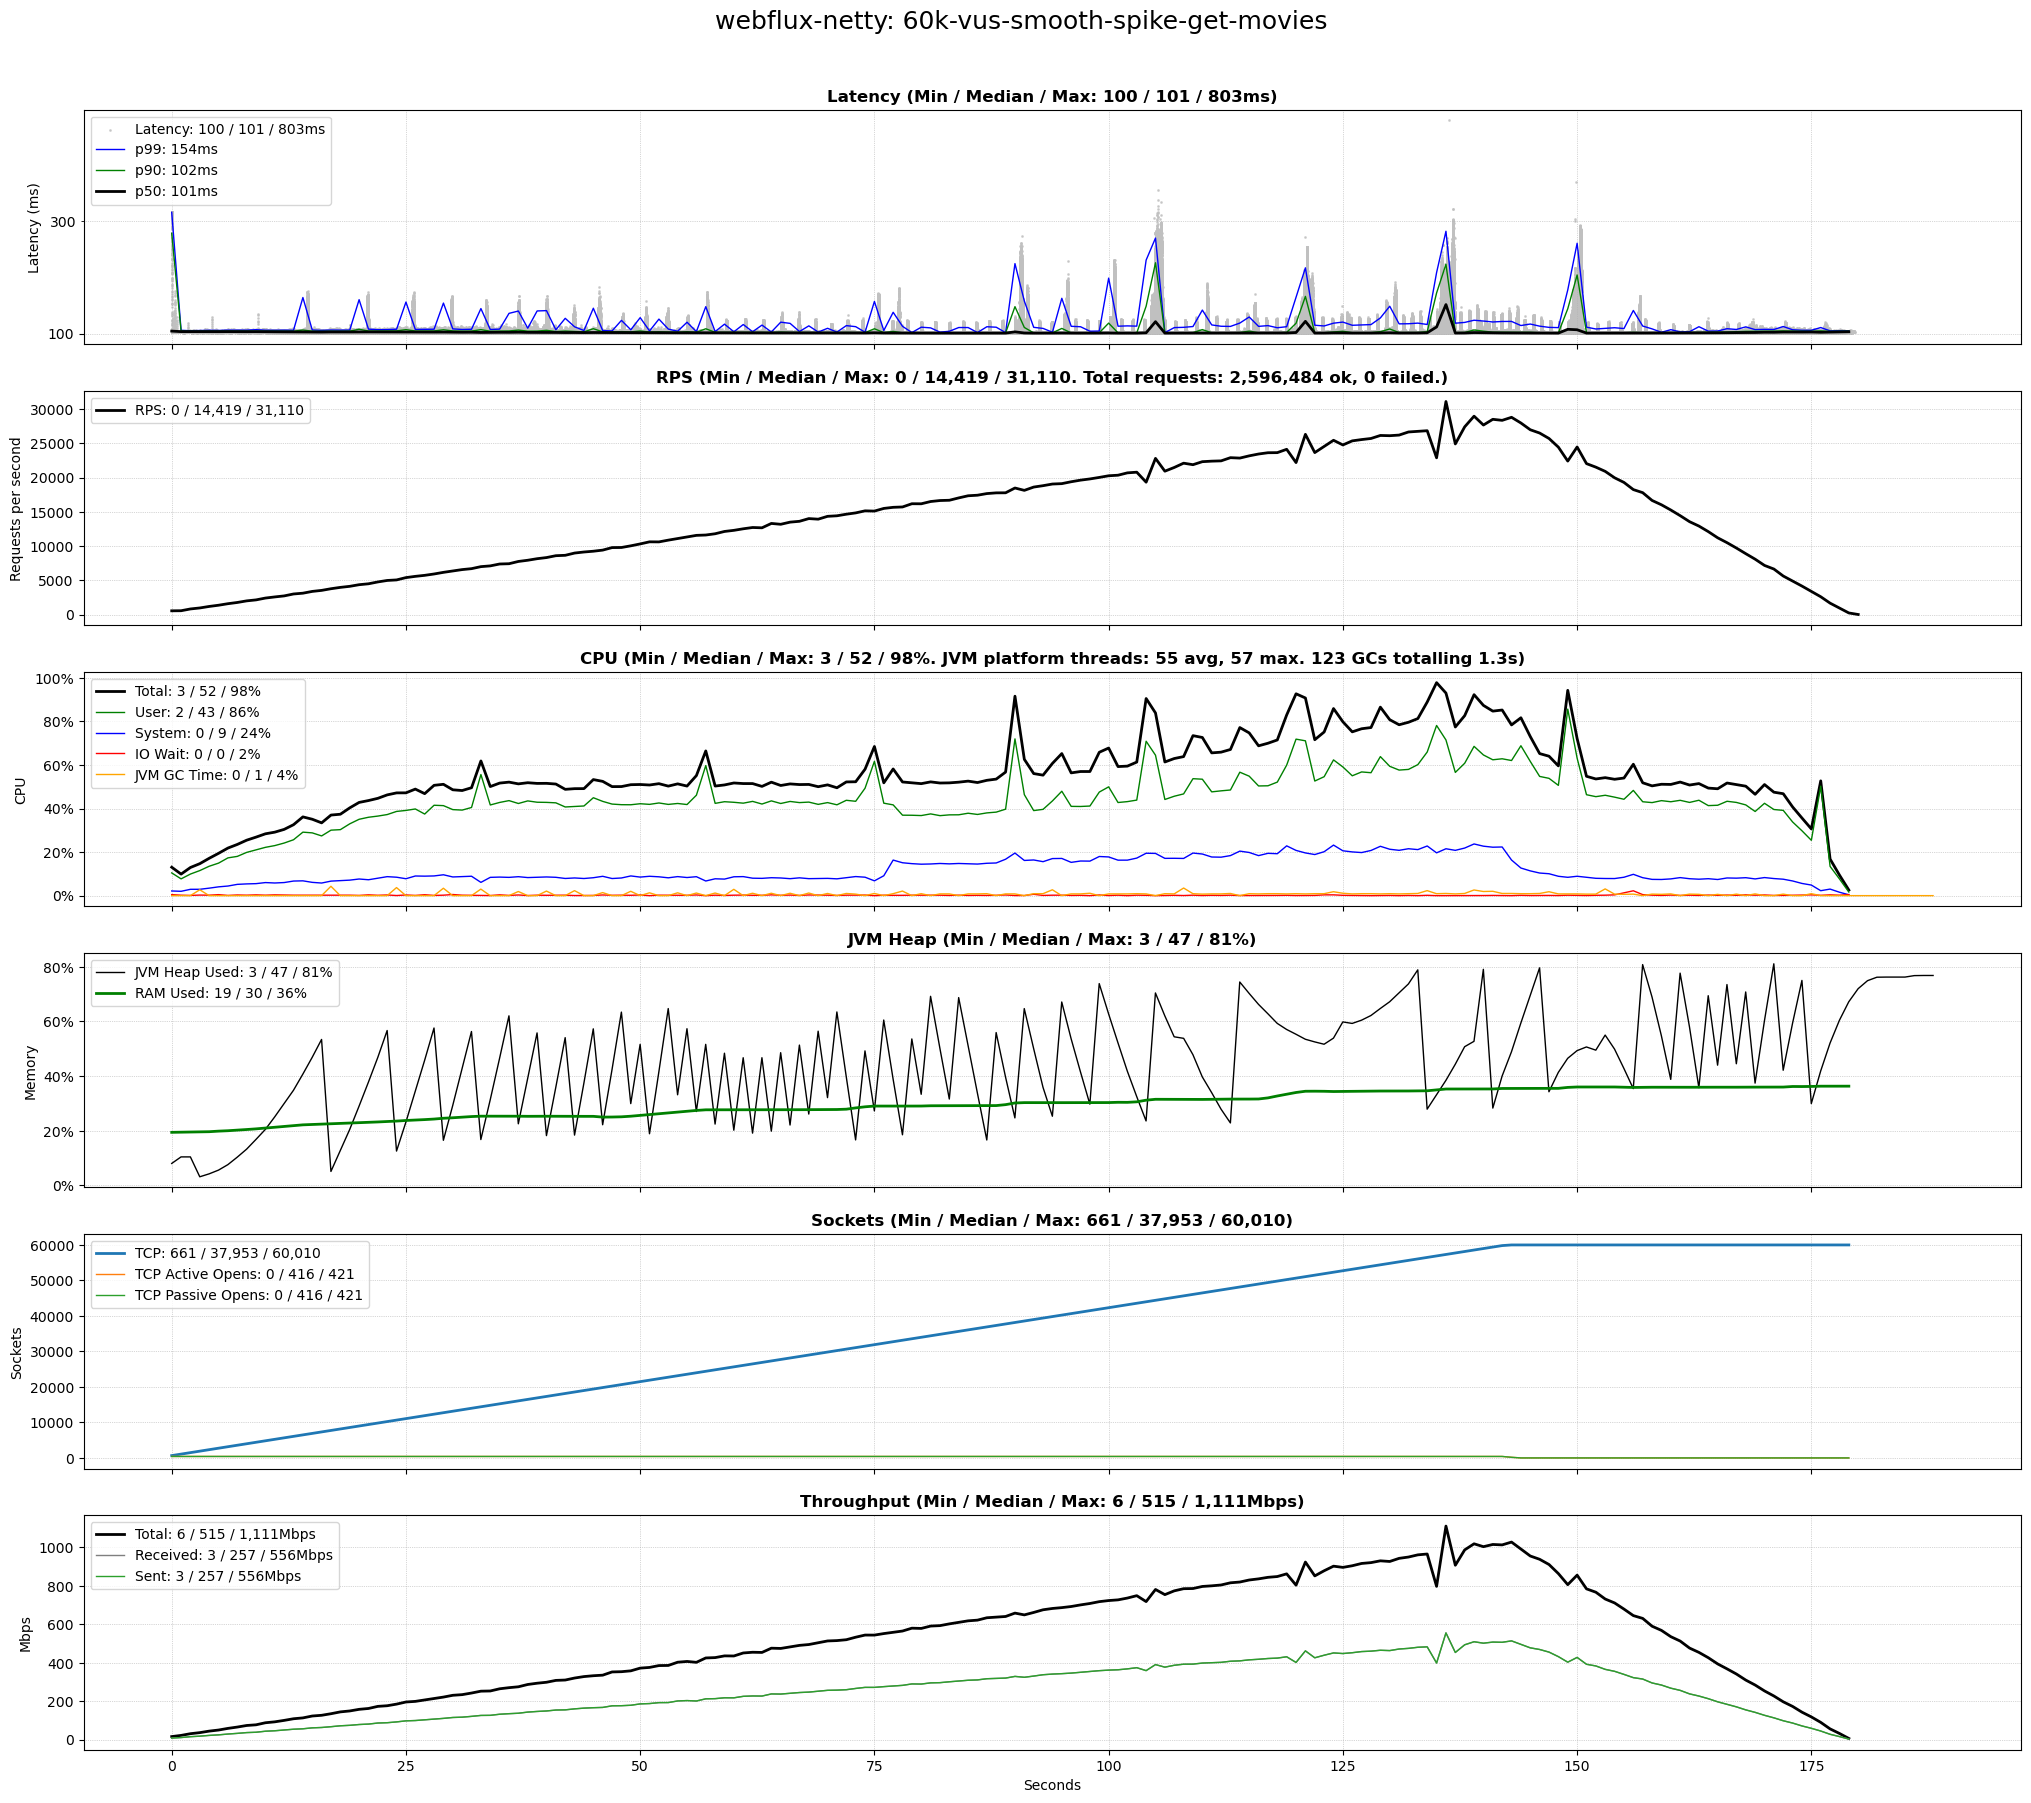 webflux-netty: 60k-vus-smooth-spike-get-movies
Latency (Min / Median / Max: 100 / 101 / 803ms)
Latency: 100 / 101 / 803ms
p99: 154ms
p90: 102ms
p50: 101ms
Latency (ms)
300
100
RPS (Min / Median / Max: 0 / 14,419 / 31,110. Total requests: 2,596,484 ok, 0 failed.)
RPS: 0 / 14,419 / 31,110
Requests per second
30000
25000
20000
15000
10000
5000
0
CPU (Min / Median / Max: 3 / 52 / 98%. JVM platform threads: 55 avg, 57 max. 123 GCs totalling 1.3s)
Total: 3 / 52 / 98%
User: 2 / 43 / 86%
System: 0 / 9 / 24%
IO Wait: 0 / 0 / 2%
JVM GC Time: 0 / 1 / 4%
CPU
100%
80%
60%
40%
20%
0%
JVM Heap (Min / Median / Max: 3 / 47 / 81%)
JVM Heap Used: 3 / 47 / 81%
RAM Used: 19 / 30 / 36%
Memory
80%
60%
40%
20%
0%
Sockets (Min / Median / Max: 661 / 37,953 / 60,010)
TCP: 661 / 37,953 / 60,010
TCP Active Opens: 0 / 416 / 421
TCP Passive Opens: 0 / 416 / 421
Sockets
60000
50000
40000
30000
20000
10000
0
Throughput (Min / Median / Max: 6 / 515 / 1,111Mbps)
Total: 6 / 515 / 1,111Mbps
Received: 3 / 257 / 556Mbps
Sent: 3 / 257 / 556Mbps
Mbps
1000
800
600
400
200
0
0 25 50 75 100 125 150 175
Seconds